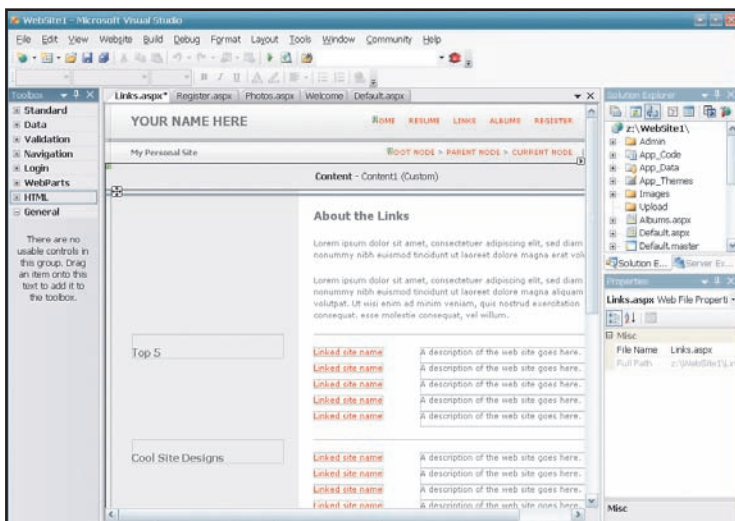 WebSite1 - Microsoft Visual Studio
File Edit View Website Build Debug Format Layout Tools Window Community Help
Toolbox
Standard
Data
Validation
Navigation
Login
WebParts
HTML
General
There are no
usable controls in
this group. Drag
an item onto this
text to add it to
the toolbox.
Links.aspx* Register.aspx Photos.aspx Welcome Default.aspx
YOUR NAME HERE
HOME RESUME LINKS ALBUMS REGISTER
My Personal Site
ROOT NODE > PARENT NODE > CURRENT NODE
Content - Content1 (Custom)
About the Links
Lorem ipsum dolor sit amet, consectetuer adipiscing elit, sed diam
nonummy nibh euismod tincidunt ut laoreet dolore magna erat vol
Lorem ipsum dolor sit amet, consectetuer adipiscing elit, sed diam
nonummy nibh euismod tincidunt ut laoreet dolore magna aliquam
volutpat. Ut wisi enim ad minim veniam, quis nostrud exercitation
consequat. esse molestie consequat, vel willum.
Top 5
Linked site name A description of the web site goes here.
Linked site name A description of the web site goes here.
Linked site name A description of the web site goes here.
Linked site name A description of the web site goes here.
Linked site name A description of the web site goes here.
Cool Site Designs
Linked site name A description of the web site goes here.
Linked site name A description of the web site goes here.
Linked site name A description of the web site goes here.
Linked site name A description of the web site goes here.
Solution Explorer
z:\WebSite1\
Admin
App_Code
App_Data
App_Themes
Images
Upload
Albums.aspx
Default.aspx
Default.master
Solution E... Server Ex...
Properties
Links.aspx Web File Properti
Misc
File Name Links.aspx
Full Path z:\WebSite1\Lin
Misc